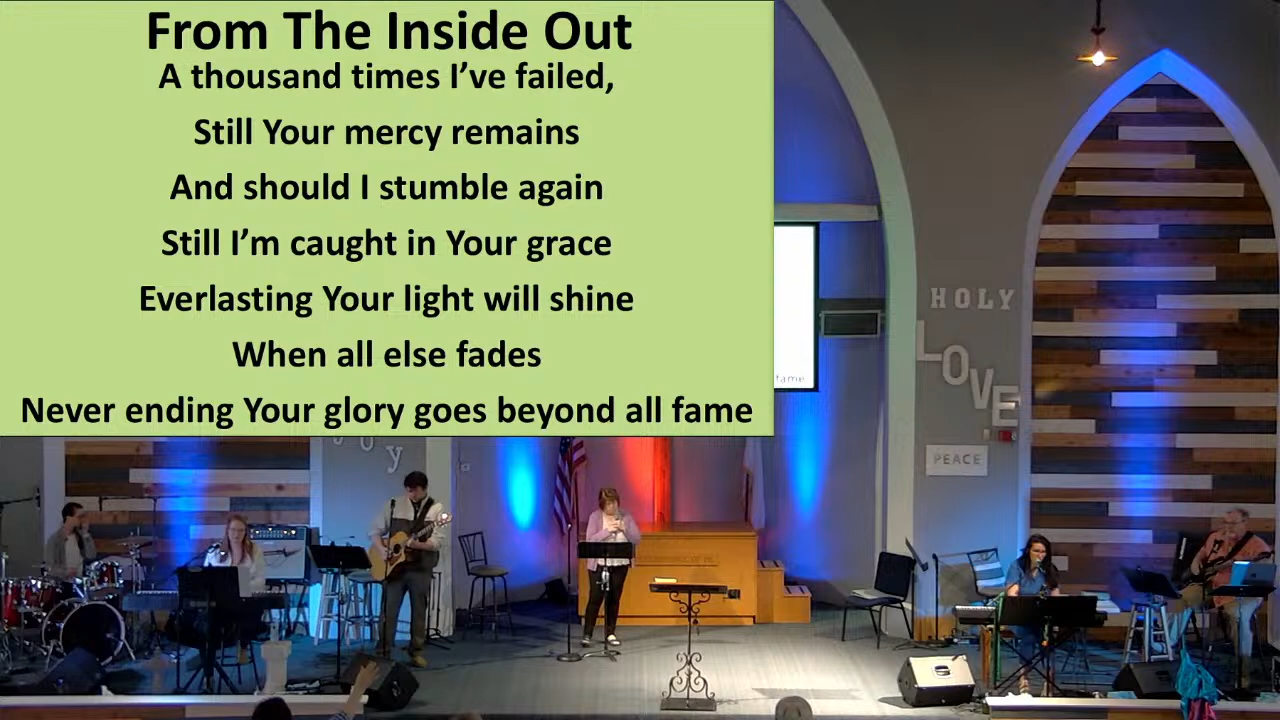 From The Inside Out
A thousand times I've failed,
Still Your mercy remains
And should I stumble again
Still I'm caught in Your grace
Everlasting Your light will shine
When all else fades
Never ending Your glory goes beyond all fame
fame
HOLY
LOVE
PEACE
Joy